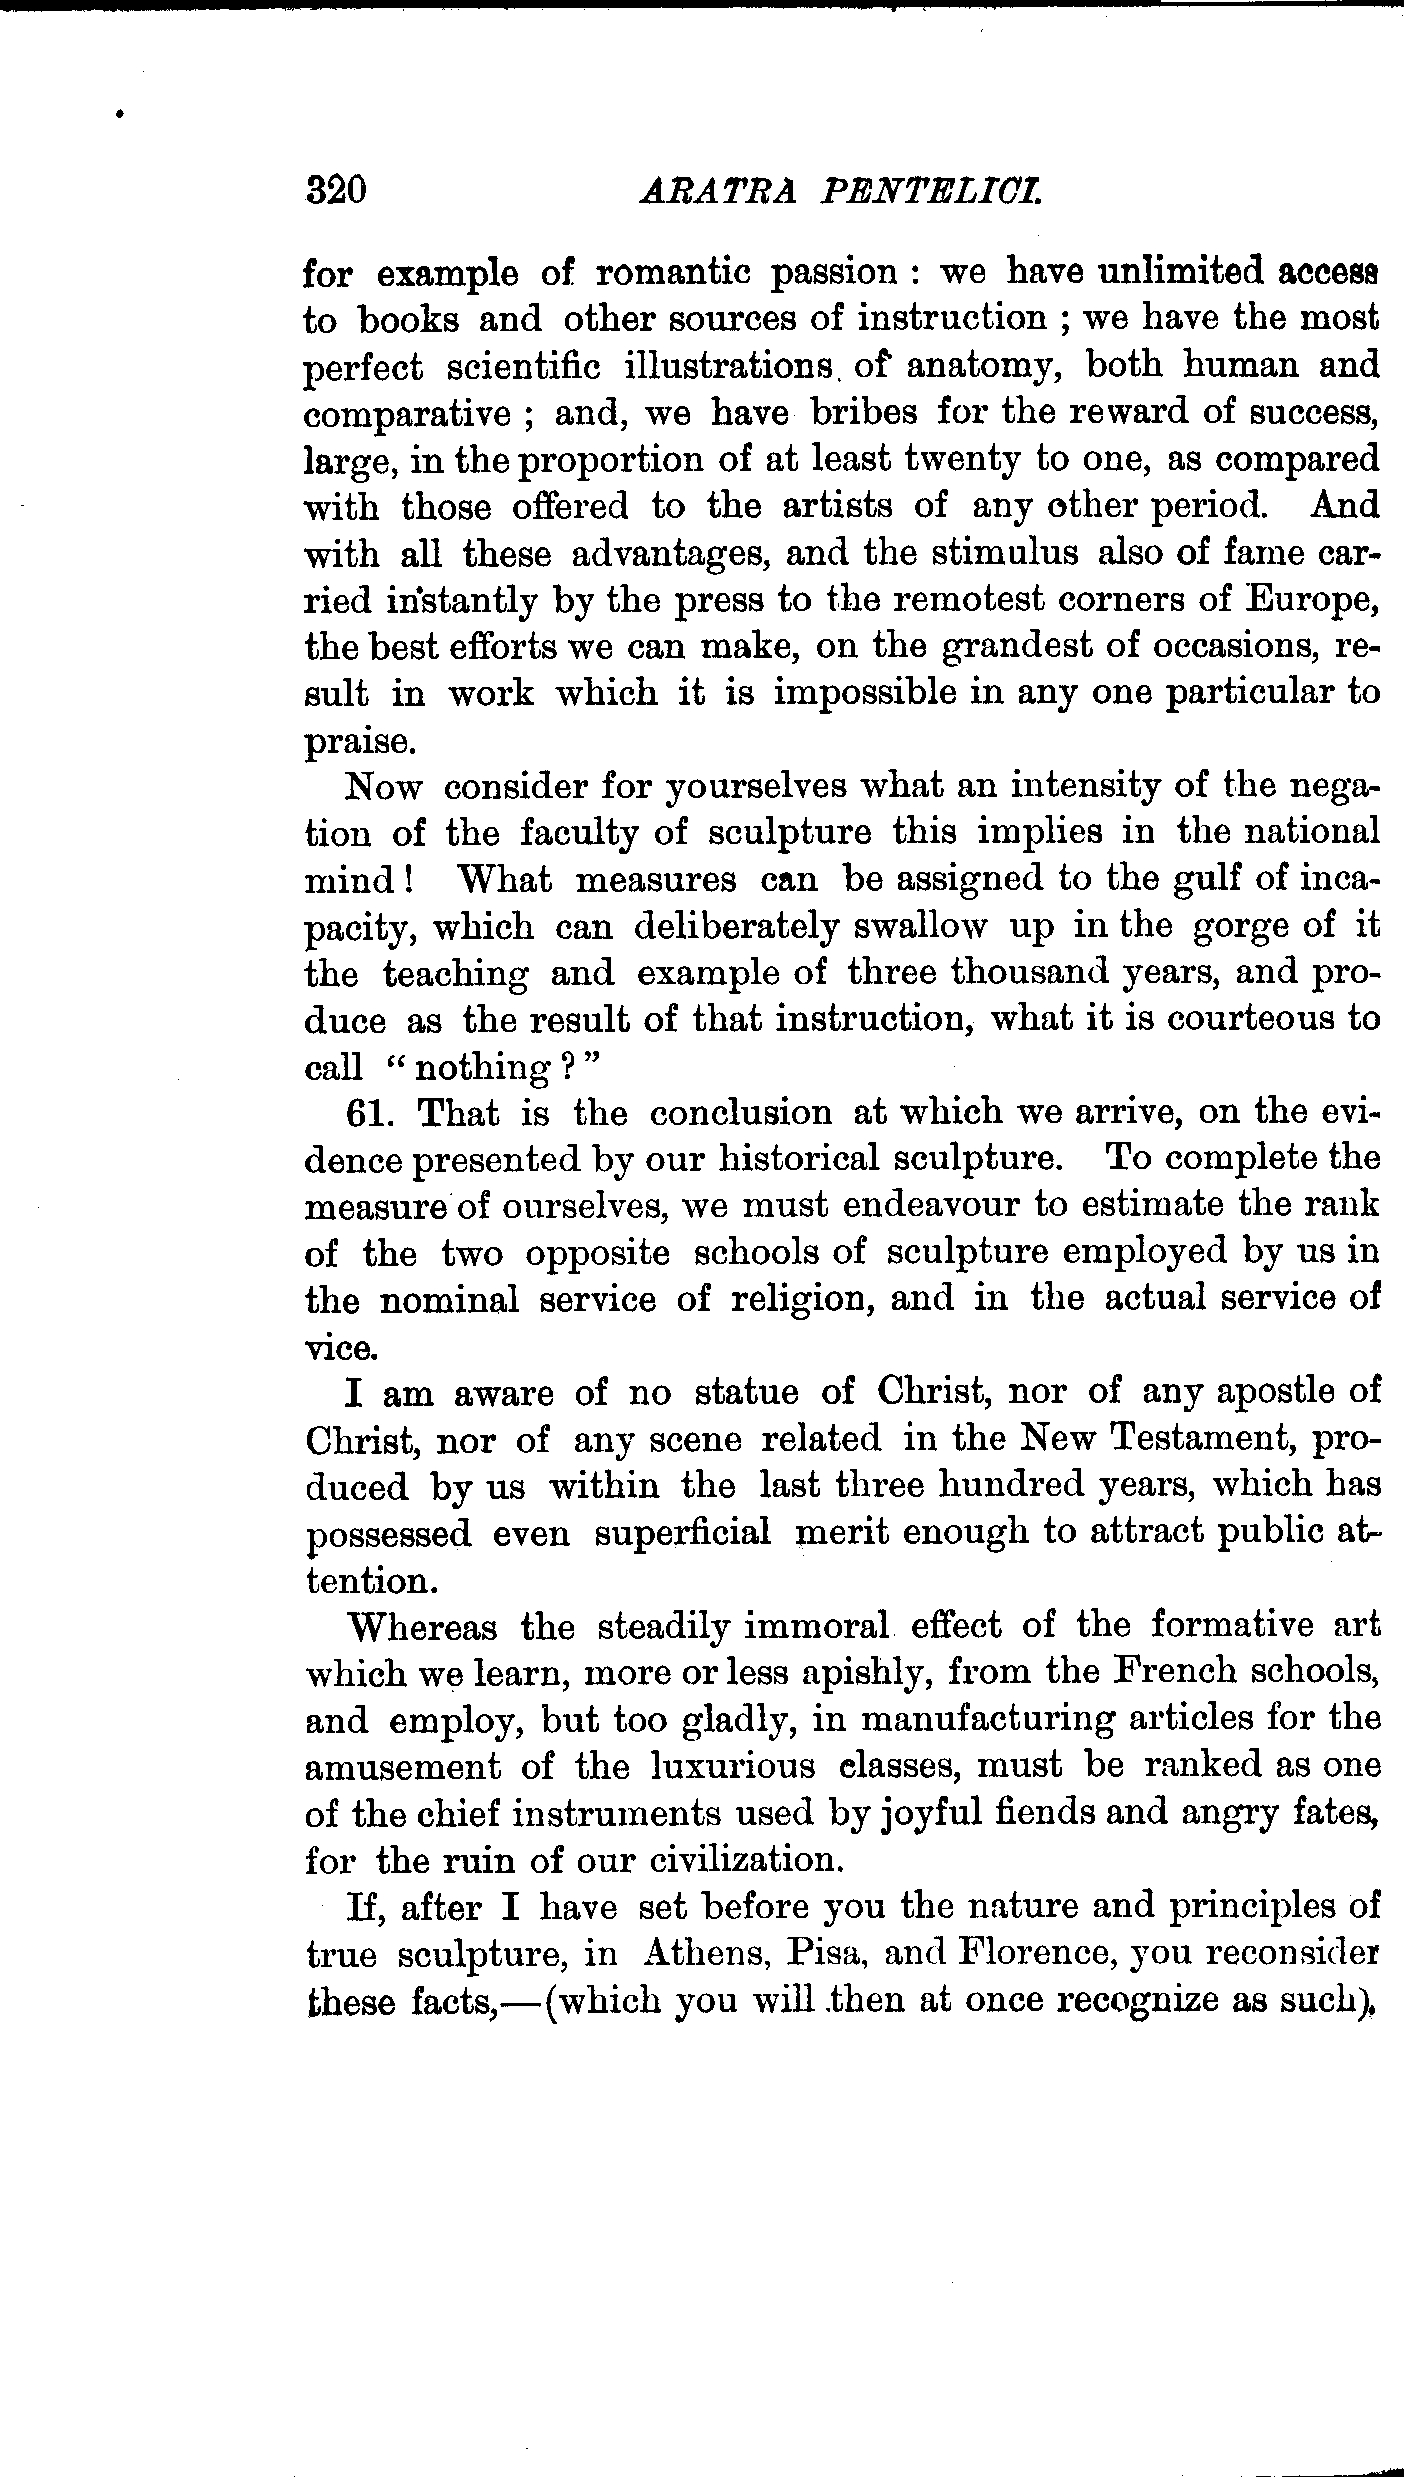 320 ARATRA PENTELICI.
for example of romantic passion : we have unlimited access
to books and other sources of instruction ; we have the most
perfect scientific illustrations of anatomy, both human and
comparative ; and, we have bribes for the reward of success,
large, in the proportion of at least twenty to one, as compared
with those offered to the artists of any other period. And
with all these advantages, and the stimulus also of fame car-
ried instantly by the press to the remotest corners of Europe,
the best efforts we can make, on the grandest of occasions, re-
sult in work which it is impossible in any one particular to
praise.
Now consider for yourselves what an intensity of the nega-
tion of the faculty of sculpture this implies in the national
mind ! What measures can be assigned to the gulf of inca-
pacity, which can deliberately swallow up in the gorge of it
the teaching and example of three thousand years, and pro-
duce as the result of that instruction, what it is courteous to
call “ nothing ? ”
61. That is the conclusion at which we arrive, on the evi-
dence presented by our historical sculpture. To complete the
measure of ourselves, we must endeavour to estimate the rank
of the two opposite schools of sculpture employed by us in
the nominal service of religion, and in the actual service of
vice.
I am aware of no statue of Christ, nor of any apostle of
Christ, nor of any scene related in the New Testament, pro-
duced by us within the last three hundred years, which has
possessed even superficial merit enough to attract public at-
tention.
Whereas the steadily immoral effect of the formative art
which we learn, more or less apishly, from the French schools,
and employ, but too gladly, in manufacturing articles for the
amusement of the luxurious classes, must be ranked as one
of the chief instruments used by joyful fiends and angry fates,
for the ruin of our civilization.
If, after I have set before you the nature and principles of
true sculpture, in Athens, Pisa, and Florence, you reconsider
these facts,—(which you will then at once recognize as such),